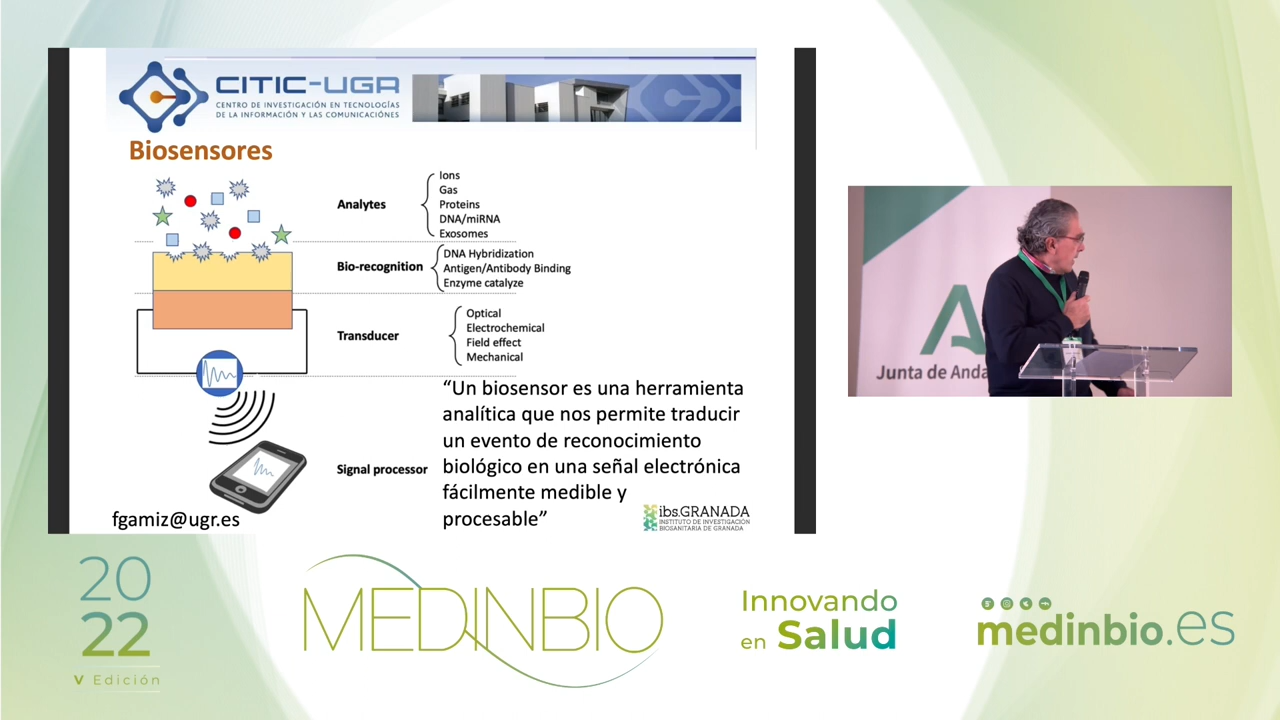 CITIC-UGR
CENTRO DE INVESTIGACIÓN EN TECNOLOGÍAS
DE LA INFORMACIÓN Y LAS COMUNICACIÓNES
Biosensores
Analytes
Ions
Gas
Proteins
DNA/miRNA
Exosomes
Bio-recognition
DNA Hybridization
Antigen/Antibody Binding
Enzyme catalyze
Transducer
Optical
Electrochemical
Field effect
Mechanical
Signal processor
“Un biosensor es una herramienta
analítica que nos permite traducir
un evento de reconocimiento
biológico en una señal electrónica
fácilmente medible y
procesable”
fgamiz@ugr.es
ibs.GRANADA
INSTITUTO DE INVESTIGACIÓN
BIOSANITARIA DE GRANADA
Junta de Anda
2022
V Edición
MEDINBIO
Innovando
en Salud
medinbio.es